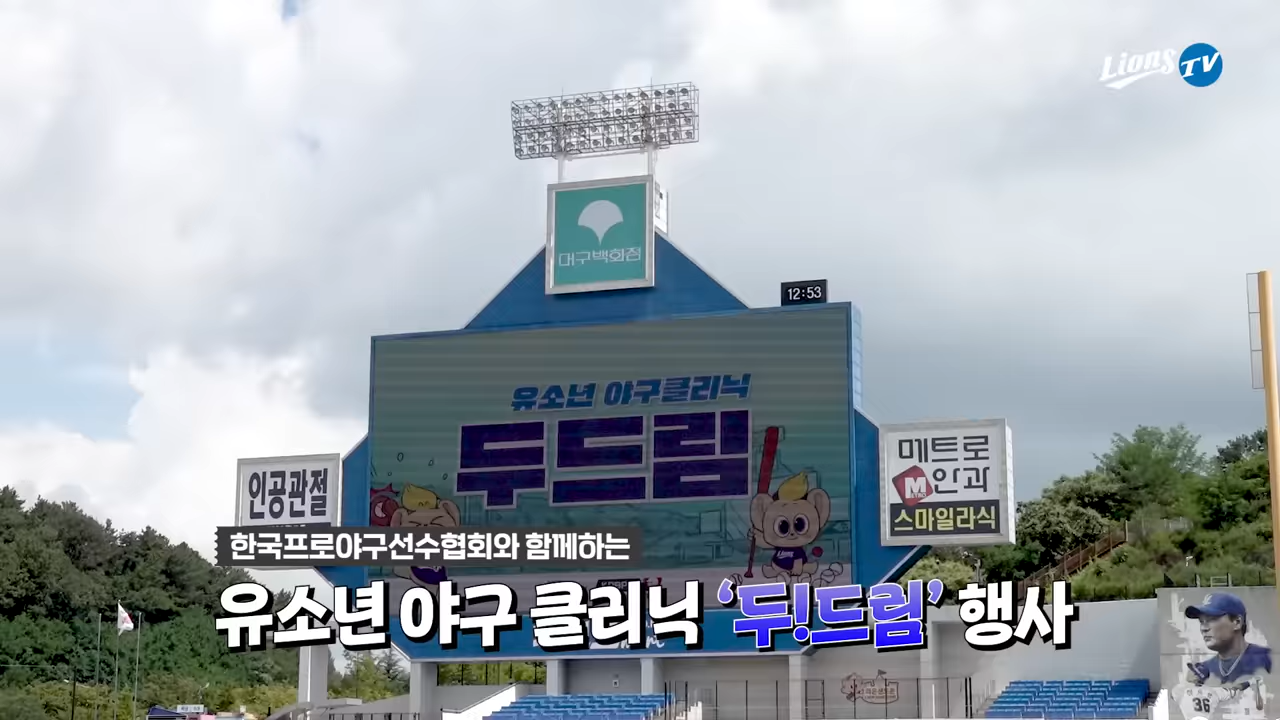 Lions TV
대구백화점
12:53
유소년 야구클리닉
두드림
인공관절
메트로
M안과
METRO
스마일라식
한국프로야구선수협회와 함께하는
유소년 야구 클리닉 '두!드림' 행사
36